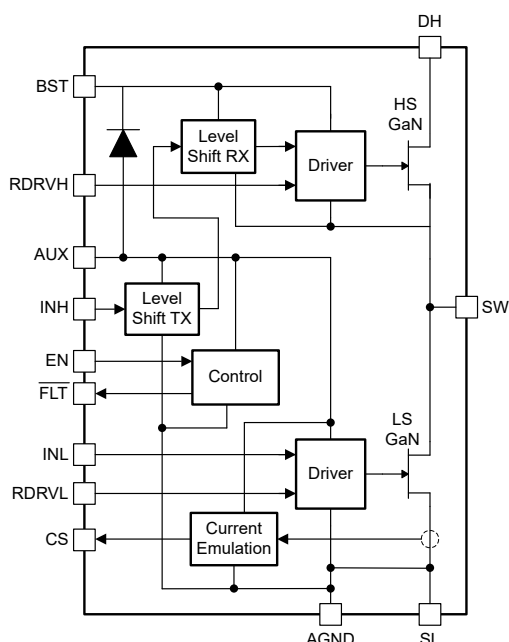 DH
BST
HS
GaN
Level
Shift RX
Driver
RDRVH
AUX
INH
Level
Shift TX
SW
EN
Control
FLT
LS
GaN
INL
Driver
RDRVL
CS
Current
Emulation
AGND
SL